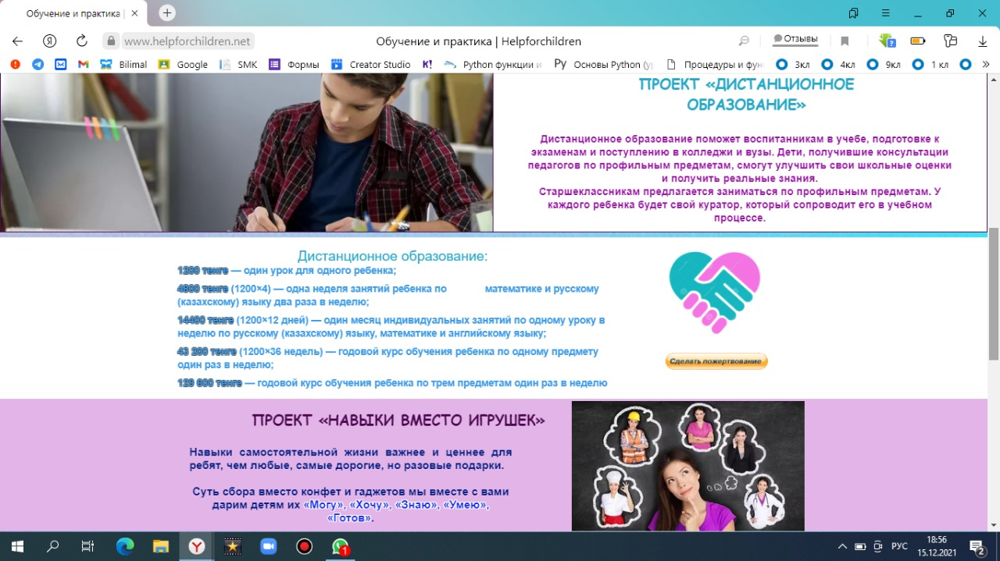 Обучение и практика |
www.helpforchildren.net
Обучение и практика | Helpforchildren
Отзывы
Bilimal
Google
SMK
Формы
Creator Studio
K!
Python функции и
Py
Основы Python (ур
Процедуры и фун
3кл
4кл
9кл
1 кл
»
ПРОЕКТ «ДИСТАНЦИОННОЕ
ОБРАЗОВАНИЕ»
Дистанционное образование поможет воспитанникам в учебе, подготовке к
экзаменам и поступлению в колледжи и вузы. Дети, получившие консультации
педагогов по профильным предметам, смогут улучшить свои школьные оценки
и получить реальные знания.
Старшеклассникам предлагается заниматься по профильным предметам. У
каждого ребенка будет свой куратор, который сопроводит его в учебном
процессе.
Дистанционное образование:
1200 тенге — один урок для одного ребенка;
4800 тенге (1200×4) — одна неделя занятий ребенка по математике и русскому
(казахскому) языку два раза в неделю;
14400 тенге (1200×12 дней) — один месяц индивидуальных занятий по одному уроку в
неделю по русскому (казахскому) языку, математике и английскому языку;
43 200 тенге (1200×36 недель) — годовой курс обучения ребенка по одному предмету
один раз в неделю;
129 600 тенге — годовой курс обучения ребенка по трем предметам один раз в неделю
Сделать пожертвование
ПРОЕКТ «НАВЫКИ ВМЕСТО ИГРУШЕК»
Навыки самостоятельной жизни важнее и ценнее для
ребят, чем любые, самые дорогие, но разовые подарки.
Суть сбора вместо конфет и гаджетов мы вместе с вами
дарим детям их «Могу», «Хочу», «Знаю», «Умею»,
«Готов».
1
РУС
18:56
15.12.2021
2